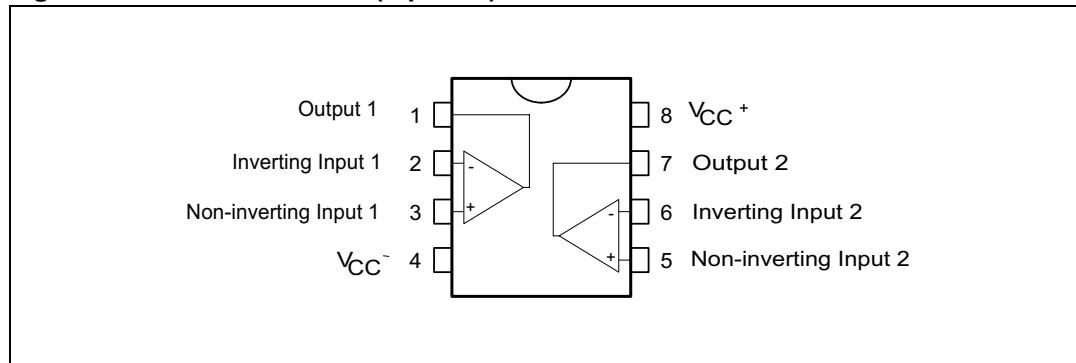 Output 1 1
Inverting Input 1 2
Non-inverting Input 1 3
VCC- 4
8 VCC+
7 Output 2
6 Inverting Input 2
5 Non-inverting Input 2
-
+
-
+